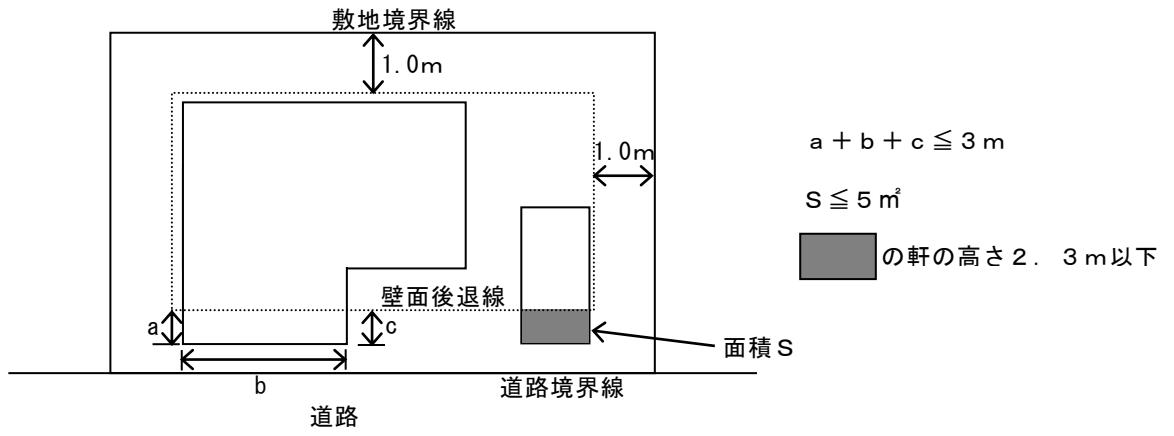 敷地境界線
1.0m
1.0m
a＋b＋c≦3m
S≦5㎡
の軒の高さ2．3m以下
壁面後退線
a
c
面積S
b
道路境界線
道路